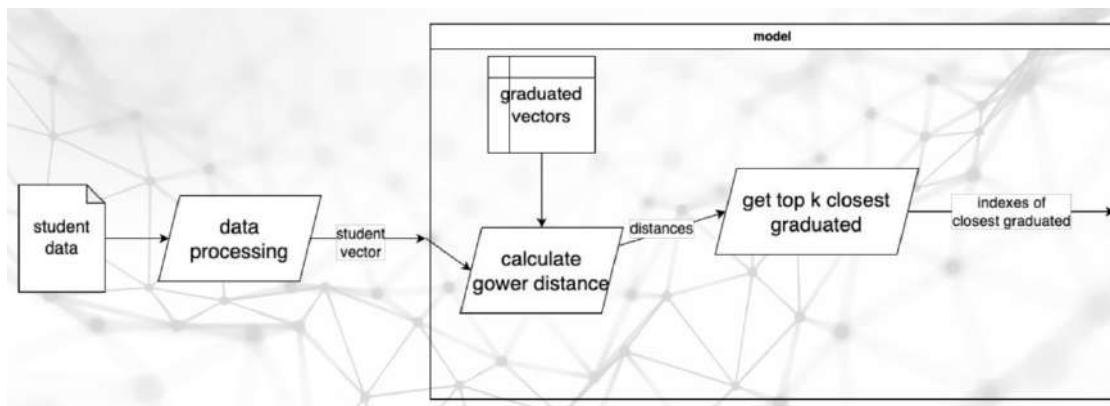 model
graduated
vectors
student
data
data
processing
student
vector
calculate
gower distance
distances
get top k closest
graduated
indexes of
closest graduated